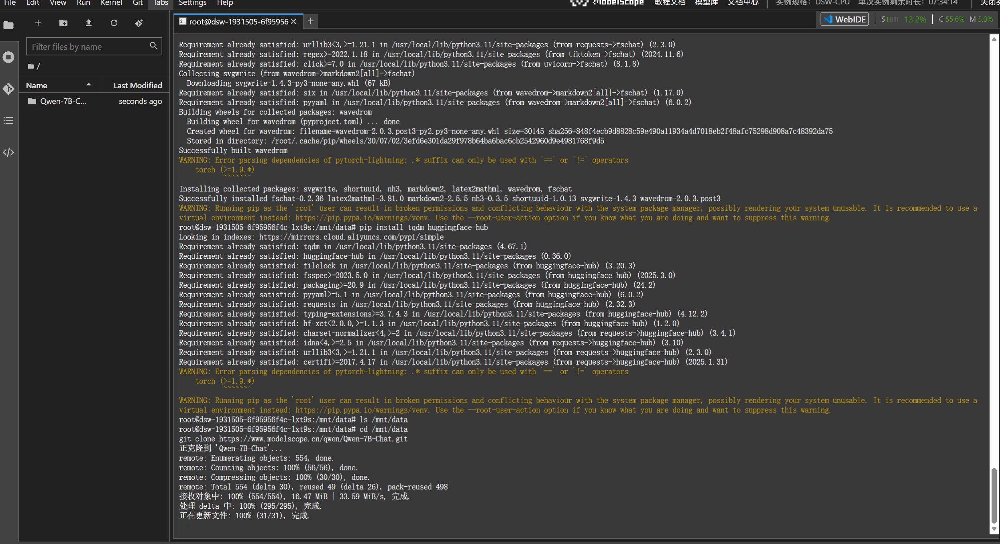 File Edit View Run Kernel Git Tabs Settings Help
ModelScope 教程文档 模型库 文档中心 实例规格: DSW-CPU 单次实例剩余时长: 07:34:14
root@dsw-1931505-6f95956
WebIDE S 13.2% C 55.6% M 5.0%
Filter files by name
/
Name Last Modified
Qwen-7B-C... seconds ago
Requirement already satisfied: urllib3<3,>=1.21.1 in /usr/local/lib/python3.11/site-packages (from requests->fschat) (2.3.0)
Requirement already satisfied: regex>=2022.1.18 in /usr/local/lib/python3.11/site-packages (from tiktoken->fschat) (2024.11.6)
Requirement already satisfied: click>=7.0 in /usr/local/lib/python3.11/site-packages (from uvicorn->fschat) (8.1.8)
Collecting svgwrite (from wavedrom->markdown2[all]->fschat)
Downloading svgwrite-1.4.3-py3-none-any.whl (67 kB)
Requirement already satisfied: six in /usr/local/lib/python3.11/site-packages (from wavedrom->markdown2[all]->fschat) (1.17.0)
Requirement already satisfied: pyyaml in /usr/local/lib/python3.11/site-packages (from wavedrom->markdown2[all]->fschat) (6.0.2)
Building wheels for collected packages: wavedrom
Building wheel for wavedrom (pyproject.toml) ... done
Created wheel for wavedrom: filename=wavedrom-2.0.3.post3-py2.py3-none-any.whl size=30145 sha256=848f4ecb9d8828c59e490a11934a4d7018eb2f48afc75298d908a7c48392da75
Stored in directory: /root/.cache/pip/wheels/30/07/02/3efd6e301da29f978b64ba6bac6cb2542960d9e4981768f9d5
Successfully built wavedrom
WARNING: Error parsing dependencies of pytorch-lightning: .* suffix can only be used with `==` or `!=` operators
torch (>=1.9.*)
~~~~~~^
Installing collected packages: svgwrite, shortuuid, nh3, markdown2, latex2mathml, wavedrom, fschat
Successfully installed fschat-0.2.36 latex2mathml-3.81.0 markdown2-2.5.5 nh3-0.3.5 shortuuid-1.0.13 svgwrite-1.4.3 wavedrom-2.0.3.post3
WARNING: Running pip as the 'root' user can result in broken permissions and conflicting behaviour with the system package manager, possibly rendering your system unusable. It is recommended to use a
virtual environment instead: https://pip.pypa.io/warnings/venv. Use the --root-user-action option if you know what you are doing and want to suppress this warning.
root@dsw-1931505-6f95956f4c-lxt9s:/mnt/data# pip install tqdm huggingface-hub
Looking in indexes: https://mirrors.cloud.aliyuncs.com/pypi/simple
Requirement already satisfied: tqdm in /usr/local/lib/python3.11/site-packages (4.67.1)
Requirement already satisfied: huggingface-hub in /usr/local/lib/python3.11/site-packages (0.36.0)
Requirement already satisfied: filelock in /usr/local/lib/python3.11/site-packages (from huggingface-hub) (3.20.3)
Requirement already satisfied: fsspec>=2023.5.0 in /usr/local/lib/python3.11/site-packages (from huggingface-hub) (2025.3.0)
Requirement already satisfied: packaging>=20.9 in /usr/local/lib/python3.11/site-packages (from huggingface-hub) (24.2)
Requirement already satisfied: pyyaml>=5.1 in /usr/local/lib/python3.11/site-packages (from huggingface-hub) (6.0.2)
Requirement already satisfied: requests in /usr/local/lib/python3.11/site-packages (from huggingface-hub) (2.32.3)
Requirement already satisfied: typing-extensions>=3.7.4.3 in /usr/local/lib/python3.11/site-packages (from huggingface-hub) (4.12.2)
Requirement already satisfied: hf-xet<2.0.0,>=1.1.3 in /usr/local/lib/python3.11/site-packages (from huggingface-hub) (1.2.0)
Requirement already satisfied: charset-normalizer<4,>=2 in /usr/local/lib/python3.11/site-packages (from requests->huggingface-hub) (3.4.1)
Requirement already satisfied: idna<4,>=2.5 in /usr/local/lib/python3.11/site-packages (from requests->huggingface-hub) (3.10)
Requirement already satisfied: urllib3<3,>=1.21.1 in /usr/local/lib/python3.11/site-packages (from requests->huggingface-hub) (2.3.0)
Requirement already satisfied: certifi>=2017.4.17 in /usr/local/lib/python3.11/site-packages (from requests->huggingface-hub) (2025.1.31)
WARNING: Error parsing dependencies of pytorch-lightning: .* suffix can only be used with `==` or `!=` operators
torch (>=1.9.*)
~~~~~~^
WARNING: Running pip as the 'root' user can result in broken permissions and conflicting behaviour with the system package manager, possibly rendering your system unusable. It is recommended to use a
virtual environment instead: https://pip.pypa.io/warnings/venv. Use the --root-user-action option if you know what you are doing and want to suppress this warning.
root@dsw-1931505-6f95956f4c-lxt9s:/mnt/data# ls /mnt/data
root@dsw-1931505-6f95956f4c-lxt9s:/mnt/data# cd /mnt/data
git clone https://www.modelscope.cn/qwen/Qwen-7B-Chat.git
正克隆到 'Qwen-7B-Chat'...
remote: Enumerating objects: 554, done.
remote: Counting objects: 100% (56/56), done.
remote: Compressing objects: 100% (30/30), done.
remote: Total 554 (delta 30), reused 49 (delta 26), pack-reused 498
接收对象中: 100% (554/554), 16.47 MiB | 33.59 MiB/s, 完成.
处理 delta 中: 100% (295/295), 完成.
正在更新文件: 100% (31/31), 完成.